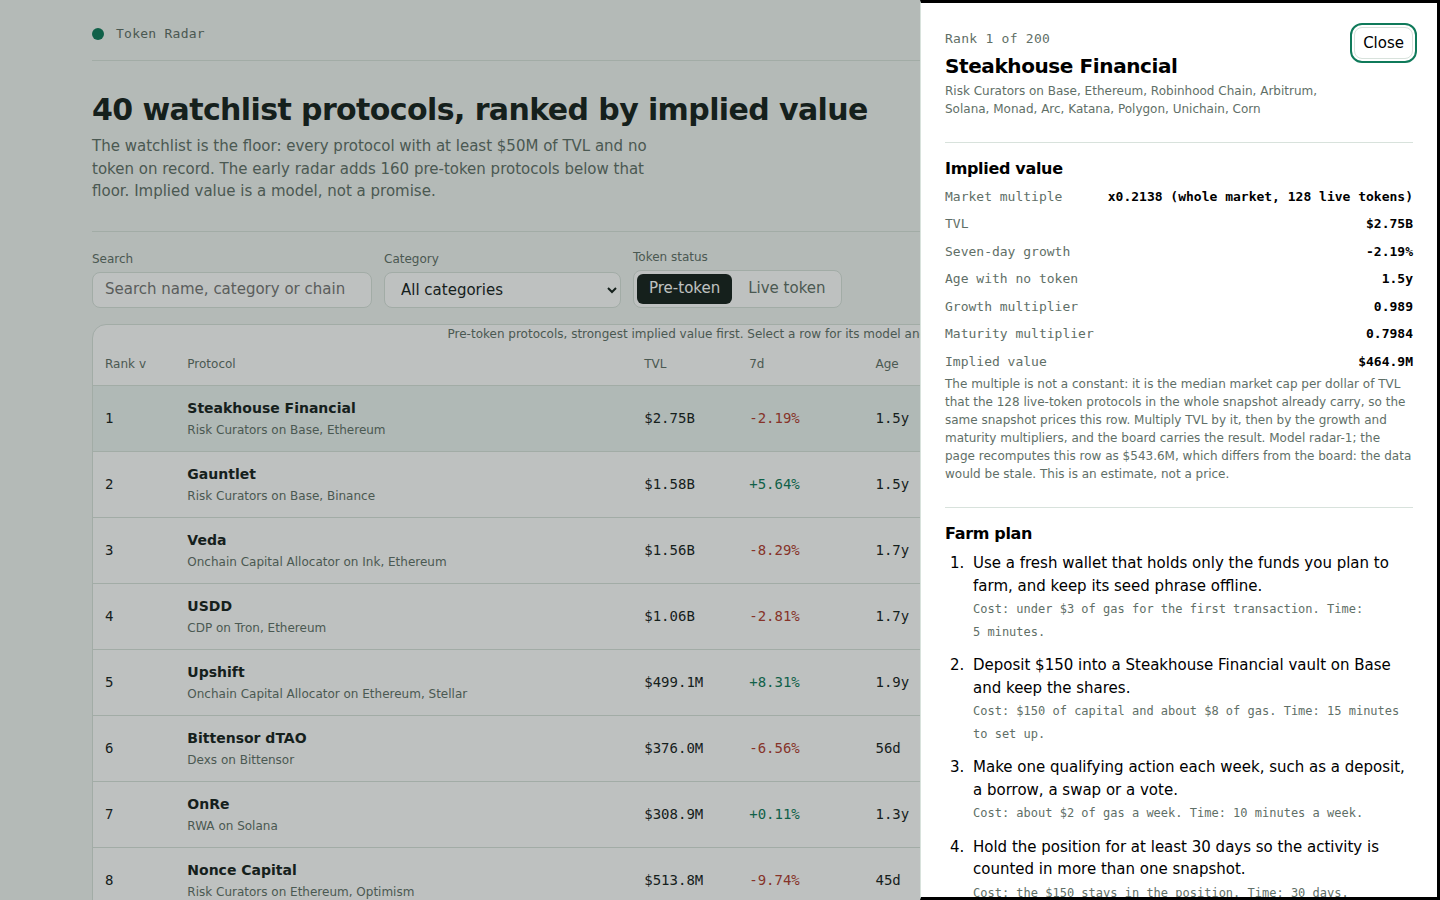 Token Radar
40 watchlist protocols, ranked by implied value
The watchlist is the floor: every protocol with at least $50M of TVL and no
token on record. The early radar adds 160 pre-token protocols below that
floor. Implied value is a model, not a promise.
Search
Category
Token status
Search name, category or chain
All categories
Pre-token
Live token
Pre-token protocols, strongest implied value first. Select a row for its model an
Rank v
Protocol
TVL
7d
Age
1
Steakhouse Financial
Risk Curators on Base, Ethereum
$2.75B
-2.19%
1.5y
2
Gauntlet
Risk Curators on Base, Binance
$1.58B
+5.64%
1.5y
3
Veda
Onchain Capital Allocator on Ink, Ethereum
$1.56B
-8.29%
1.7y
4
USDD
CDP on Tron, Ethereum
$1.06B
-2.81%
1.7y
5
Upshift
Onchain Capital Allocator on Ethereum, Stellar
$499.1M
+8.31%
1.9y
6
Bittensor dTAO
Dexs on Bittensor
$376.0M
-6.56%
56d
7
OnRe
RWA on Solana
$308.9M
+0.11%
1.3y
8
Nonce Capital
Risk Curators on Ethereum, Optimism
$513.8M
-9.74%
45d
Rank 1 of 200
Close
Steakhouse Financial
Risk Curators on Base, Ethereum, Robinhood Chain, Arbitrum,
Solana, Monad, Arc, Katana, Polygon, Unichain, Corn
Implied value
Market multiple x0.2138 (whole market, 128 live tokens)
TVL $2.75B
Seven-day growth -2.19%
Age with no token 1.5y
Growth multiplier 0.989
Maturity multiplier 0.7984
Implied value $464.9M
The multiple is not a constant: it is the median market cap per dollar of TVL
that the 128 live-token protocols in the whole snapshot already carry, so the
same snapshot prices this row. Multiply TVL by it, then by the growth and
maturity multipliers, and the board carries the result. Model radar-1; the
page recomputes this row as $543.6M, which differs from the board: the data
would be stale. This is an estimate, not a price.
Farm plan
1. Use a fresh wallet that holds only the funds you plan to
farm, and keep its seed phrase offline.
Cost: under $3 of gas for the first transaction. Time:
5 minutes.
2. Deposit $150 into a Steakhouse Financial vault on Base
and keep the shares.
Cost: $150 of capital and about $8 of gas. Time: 15 minutes
to set up.
3. Make one qualifying action each week, such as a deposit,
a borrow, a swap or a vote.
Cost: about $2 of gas a week. Time: 10 minutes a week.
4. Hold the position for at least 30 days so the activity is
counted in more than one snapshot.
Cost: the $150 stays in the position. Time: 30 days.